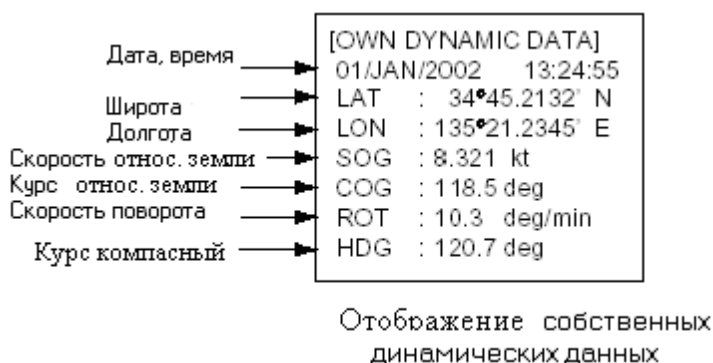 [OWN DYNAMIC DATA]
Дата, время 01/JAN/2002 13:24:55
Широта LAT : 34°45.2132' N
Долгота LON : 135°21.2345' E
Скорость относ. земли SOG : 8.321 kt
Курс относ. земли COG : 118.5 deg
Скорость поворота ROT : 10.3 deg/min
Курс компасный HDG : 120.7 deg
Отображение собственных
динамических данных